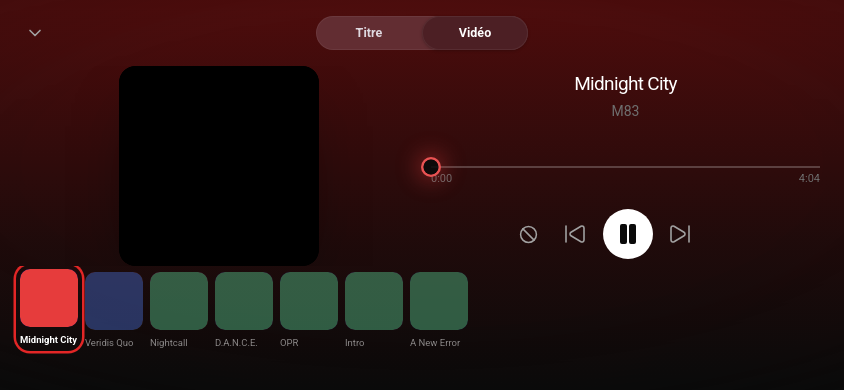 Titre
Vidéo
Midnight City
M83
0:00
4:04
Midnight City
Veridis Quo
Nightcall
D.A.N.C.E.
OPR
Intro
A New Error